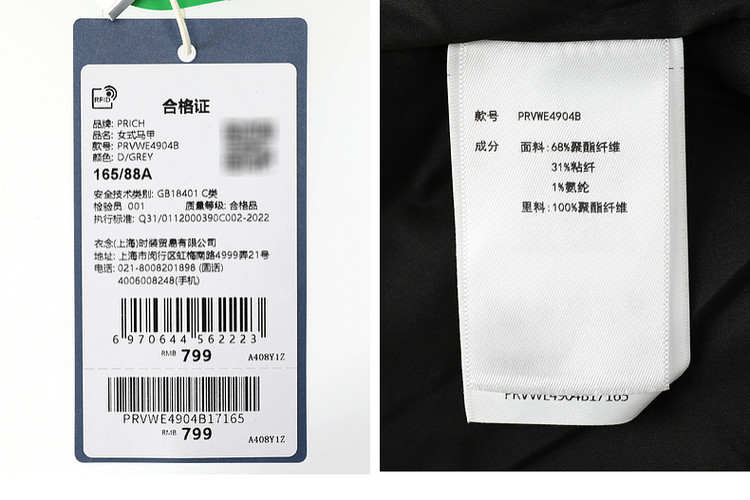 RFID
合格证
品牌: PRICH
品名: 女式马甲
款号: PRVWE4904B
颜色: D/GREY
165/88A
安全技术类别: GB18401 C类
检验员 001 质量等级: 合格品
执行标准: Q31/0112000390C002-2022
衣念(上海)时装贸易有限公司
地址: 上海市闵行区虹梅南路4999弄21号
电话: 021-8008201898 (固话)
4006008248(手机)
6 970644 562223
RMB 799 A408Y1Z
PRVWE4904B17165
RMB 799 A408Y1Z
款号 PRVWE4904B
成分 面料:68%聚酯纤维
31%粘纤
1%氨纶
里料:100%聚酯纤维
PRVWE4904B17165